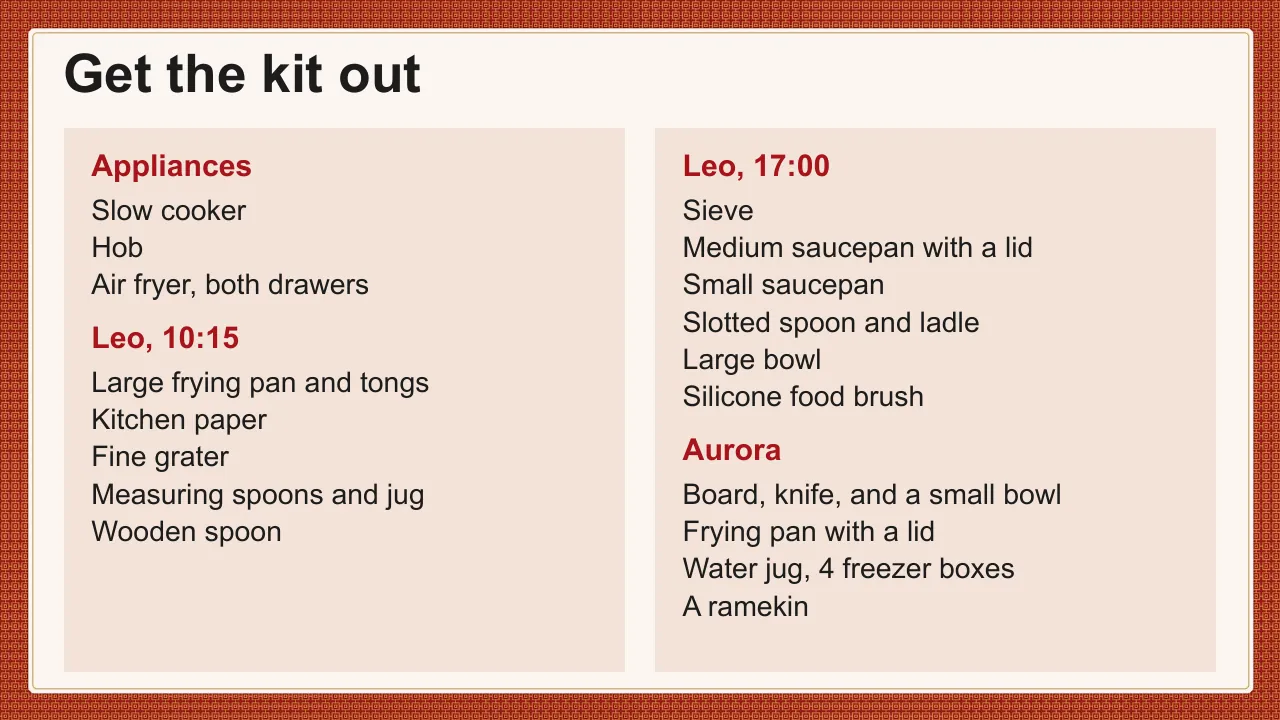 Get the kit out
Appliances
Slow cooker
Hob
Air fryer, both drawers
Leo, 10:15
Large frying pan and tongs
Kitchen paper
Fine grater
Measuring spoons and jug
Wooden spoon
Leo, 17:00
Sieve
Medium saucepan with a lid
Small saucepan
Slotted spoon and ladle
Large bowl
Silicone food brush
Aurora
Board, knife, and a small bowl
Frying pan with a lid
Water jug, 4 freezer boxes
A ramekin